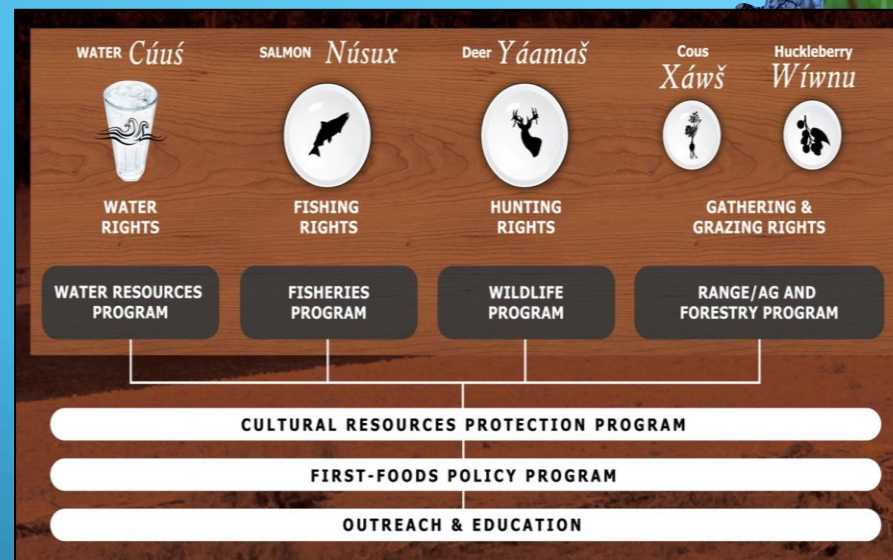 WATER Cúuś
SALMON Núsux
Deer Yáamaš
Cous
Xáwš
Huckleberry
Wíwnu
WATER
RIGHTS
FISHING
RIGHTS
HUNTING
RIGHTS
GATHERING &
GRAZING RIGHTS
WATER RESOURCES
PROGRAM
FISHERIES
PROGRAM
WILDLIFE
PROGRAM
RANGE/AG AND
FORESTRY PROGRAM
CULTURAL RESOURCES PROTECTION PROGRAM
FIRST-FOODS POLICY PROGRAM
OUTREACH & EDUCATION